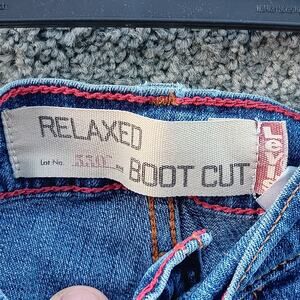 RELAXED
Lot No. 550
BOOT CUT
Levi's